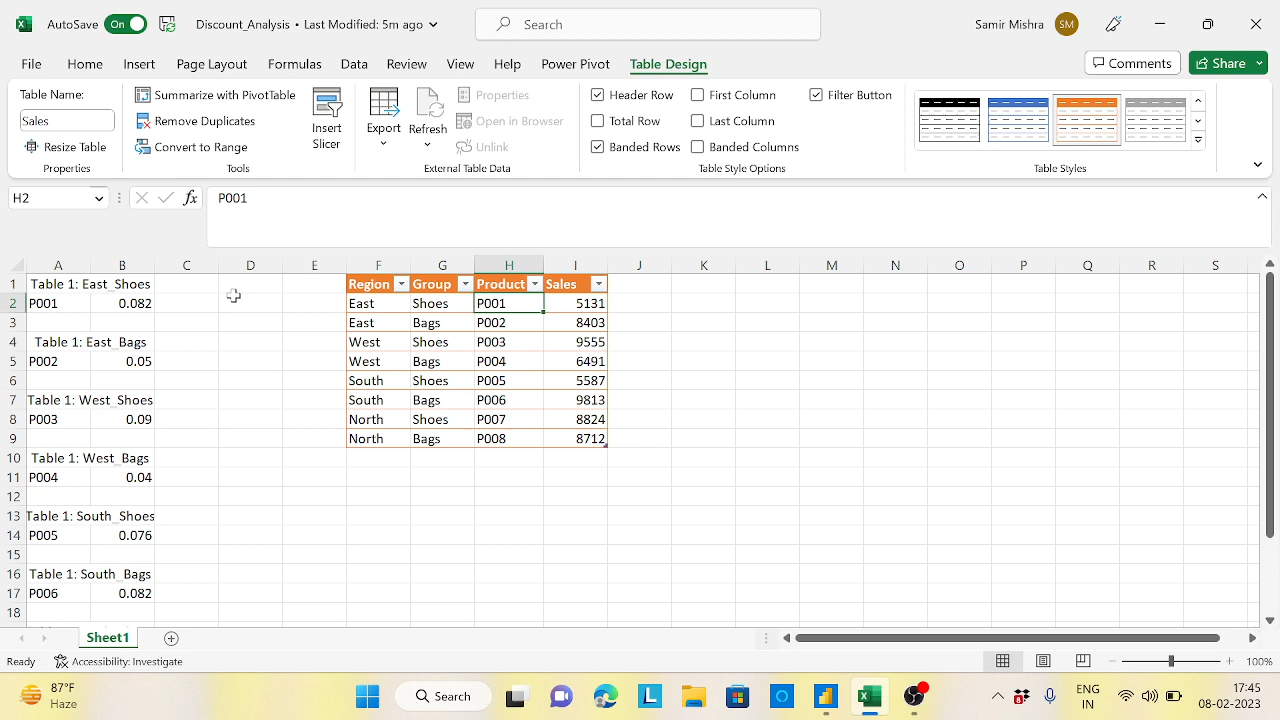 AutoSave On Discount_Analysis • Last Modified: 5m ago Search Samir Mishra SM
File Home Insert Page Layout Formulas Data Review View Help Power Pivot Table Design Comments Share
Table Name: Summarize with PivotTable Properties Header Row First Column Filter Button
Sales Remove Duplicates Insert Slicer Export Refresh Open in Browser Total Row Last Column
Resize Table Convert to Range Unlink Banded Rows Banded Columns
Properties Tools External Table Data Table Style Options Table Styles
H2 fx P001
A B C D E F G H I J K L M N O P Q R S
1 Table 1: East_Shoes Region Group Product Sales
2 P001 0.082 East Shoes P001 5131
3 East Bags P002 8403
4 Table 1: East_Bags West Shoes P003 9555
5 P002 0.05 West Bags P004 6491
6 South Shoes P005 5587
7 Table 1: West_Shoes South Bags P006 9813
8 P003 0.09 North Shoes P007 8824
9 North Bags P008 8712
10 Table 1: West_Bags
11 P004 0.04
12
13 Table 1: South_Shoes
14 P005 0.076
15
16 Table 1: South_Bags
17 P006 0.082
18
Sheet1
Ready Accessibility: Investigate 100%
87°F Search ENG 17:45
Haze IN 08-02-2023